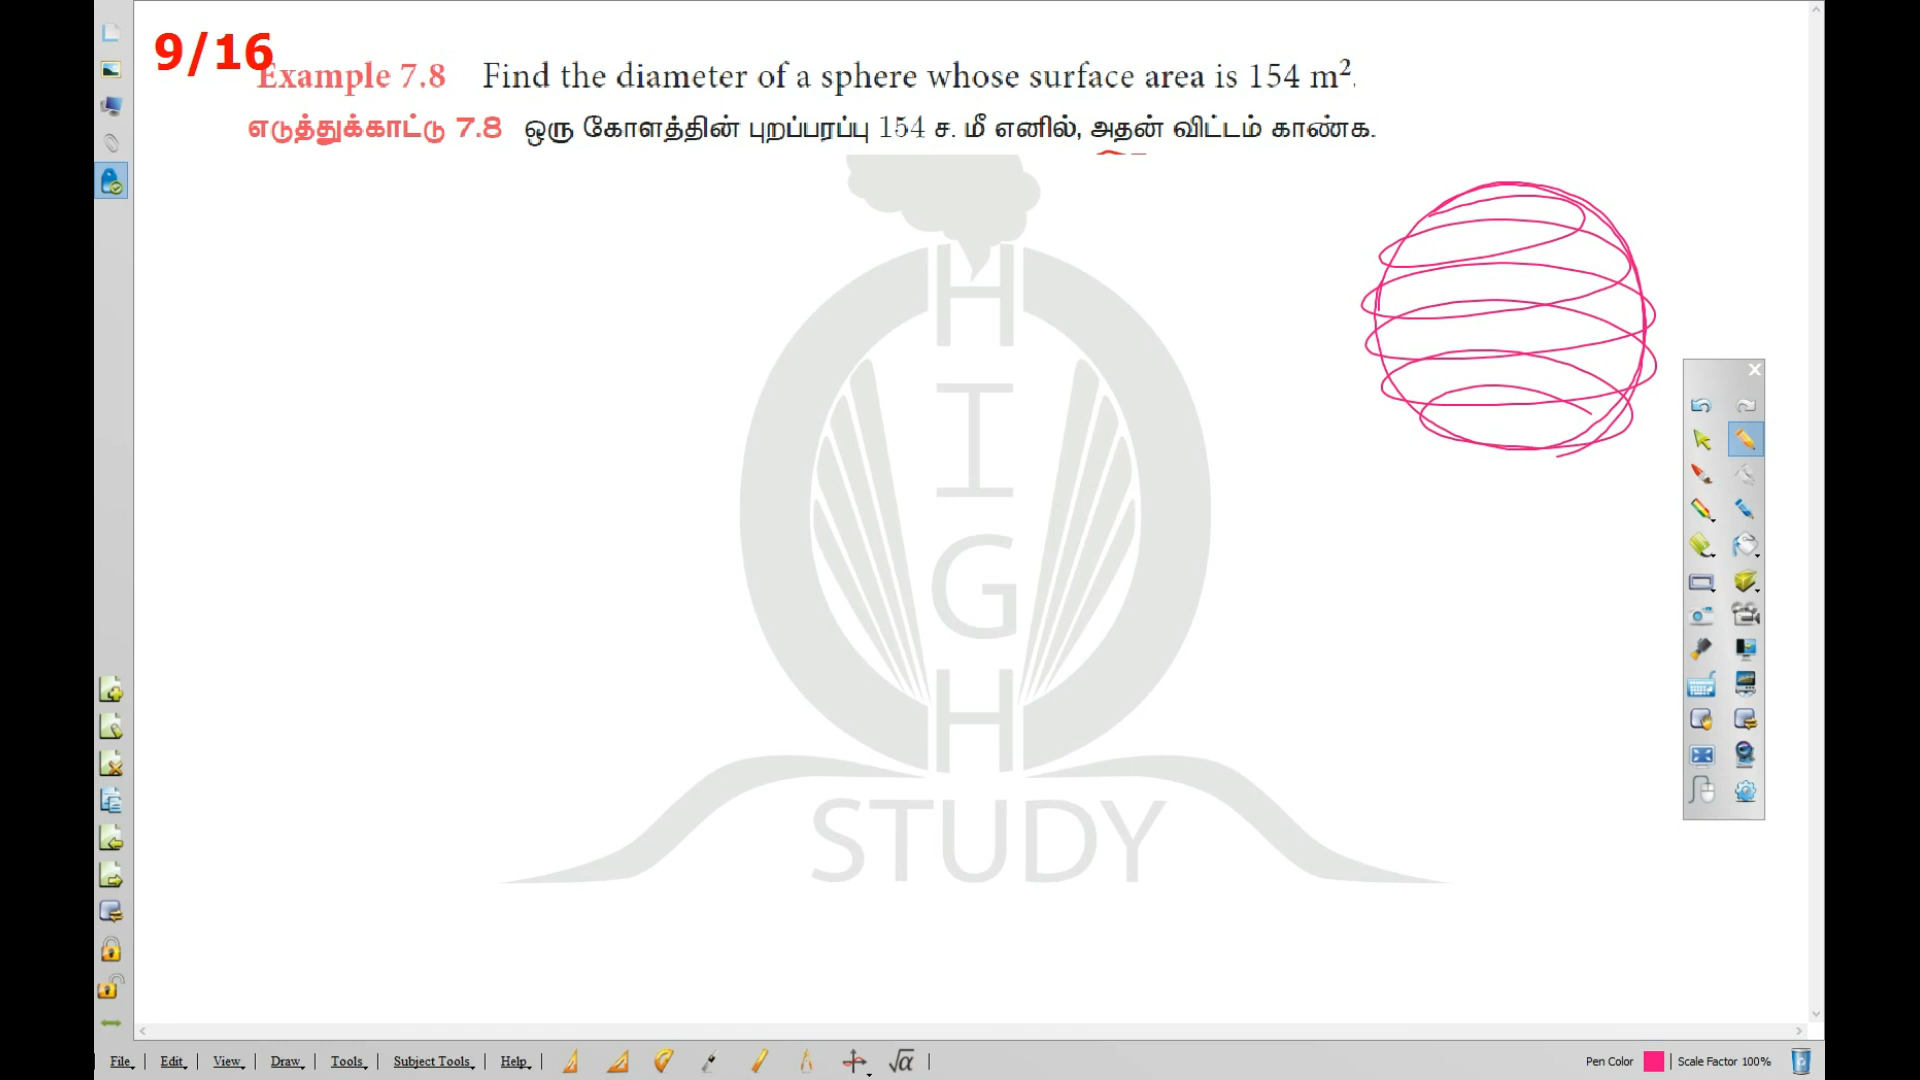 9/16
Example 7.8 Find the diameter of a sphere whose surface area is 154 m².
எடுத்துக்காட்டு 7.8 ஒரு கோளத்தின் புறப்பரப்பு 154 ச. மீ எனில், அதன் விட்டம் காண்க.
HIGH
STUDY
File Edit View Draw Tools Subject Tools Help √α Pen Color Scale Factor 100%